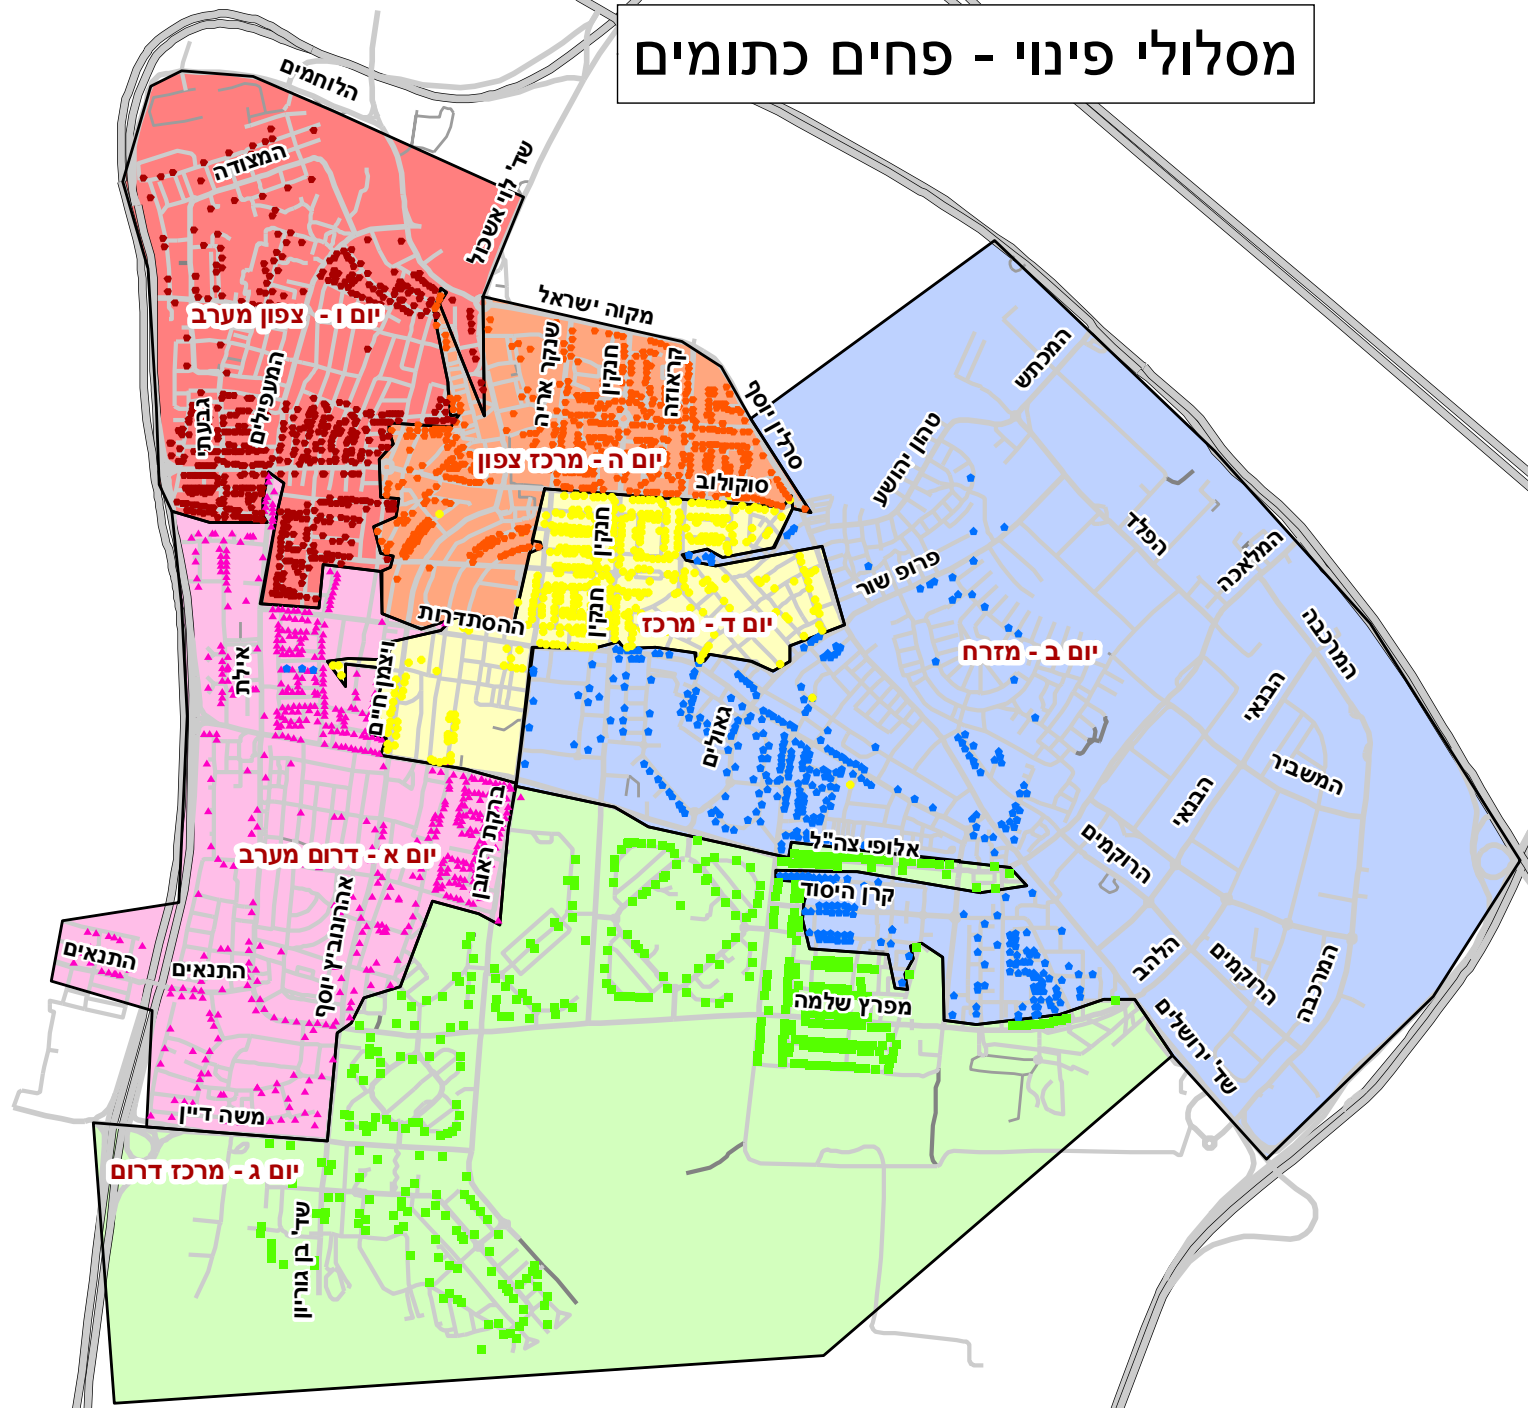 מסלולי פינוי - פחים כתומים
הלוחמים
המצודה
שד' לוי אשכול
מקוה ישראל
יום ו - צפון מערב
שנקר אריה
חנקין
קראוזה
סרלין יוסף
המכתש
המעפילים
גבעתי
טהון יהושע
יום ה - מרכז צפון
סוקולוב
חנקין
הפלד
המלאכה
פרופ שור
חנקין
ההסתדרות
יום ד - מרכז
המרכבה
יום ב - מזרח
אילת
ויצמן חיים
הבנאי
גאולים
המשביר
הבנאי
ברקת ראובן
אלופי צה"ל
הרוקמים
יום א - דרום מערב
קרן היסוד
אהרונוביץ יוסף
התנאים
התנאים
הלהב
הרוקמים
המרכבה
מפרץ שלמה
שד' ירושלים
משה דיין
יום ג - מרכז דרום
שד' בן גוריון